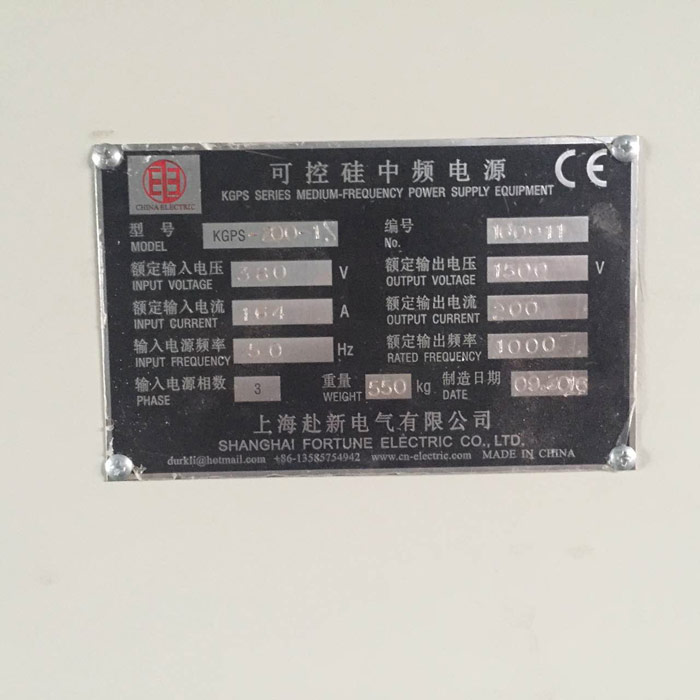 CHINA ELECTRIC
可控硅中频电源 CE
KGPS SERIES MEDIUM-FREQUENCY POWER SUPPLY EQUIPMENT
型号 KGPS 编号
MODEL No.
额定输入电压 380 V 额定输出电压 1500 V
INPUT VOLTAGE OUTPUT VOLTAGE
额定输入电流 164 A 额定输出电流
INPUT CURRENT OUTPUT CURRENT
输入电源频率 50 Hz 额定输出频率 1000
INPUT FREQUENCY RATED FREQUENCY
输入电源相数 3 重量 550 kg 制造日期 09.2016
PHASE WEIGHT DATE
上海赴新电气有限公司
SHANGHAI FORTUNE ELECTRIC CO., LTD.
durkli@hotmail.com +86-13585754942 www.cn-electric.com MADE IN CHINA